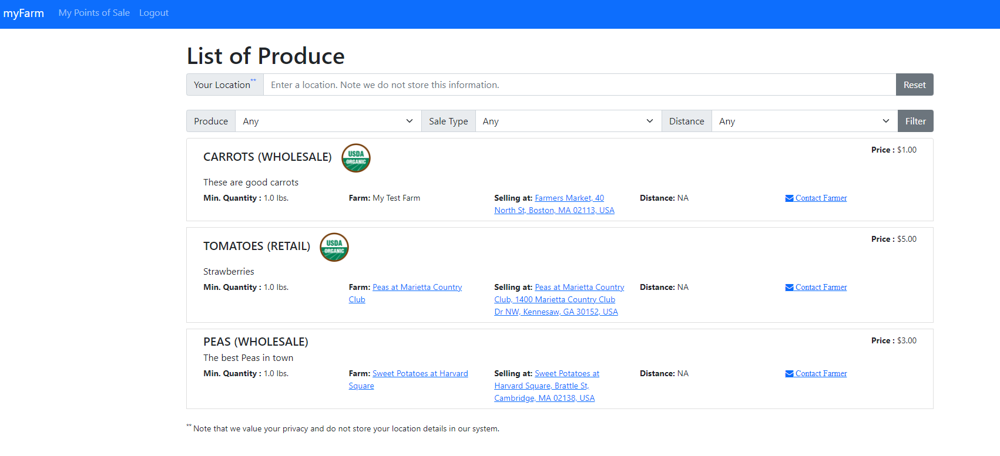 myFarm My Points of Sale Logout
List of Produce
Your Location** Enter a location. Note we do not store this information. Reset
Produce Any Sale Type Any Distance Any Filter
CARROTS (WHOLESALE) USDA ORGANIC Price : $1.00
These are good carrots
Min. Quantity : 1.0 lbs. Farm: My Test Farm Selling at: Farmers Market, 40 Distance: NA Contact Farmer
North St, Boston, MA 02113, USA
TOMATOES (RETAIL) USDA ORGANIC Price : $5.00
Strawberries
Min. Quantity : 1.0 lbs. Farm: Peas at Marietta Country Selling at: Peas at Marietta Country Distance: NA Contact Farmer
Club Club, 1400 Marietta Country Club
Dr NW, Kennesaw, GA 30152, USA
PEAS (WHOLESALE) Price : $3.00
The best Peas in town
Min. Quantity : 1.0 lbs. Farm: Sweet Potatoes at Harvard Selling at: Sweet Potatoes at Distance: NA Contact Farmer
Square Harvard Square, Brattle St,
Cambridge, MA 02138, USA
** Note that we value your privacy and do not store your location details in our system.